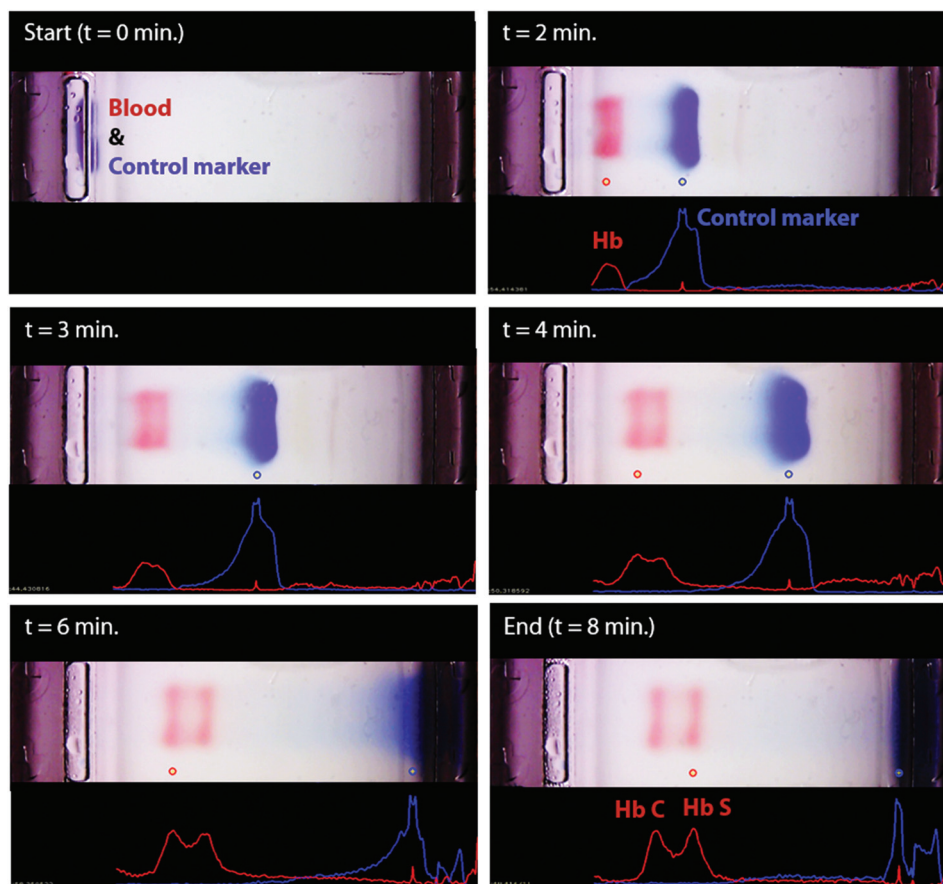 Start (t = 0 min.)
Blood
&
Control marker
t = 2 min.
Control marker
Hb
t = 3 min.
t = 4 min.
t = 6 min.
End (t = 8 min.)
Hb C
Hb S